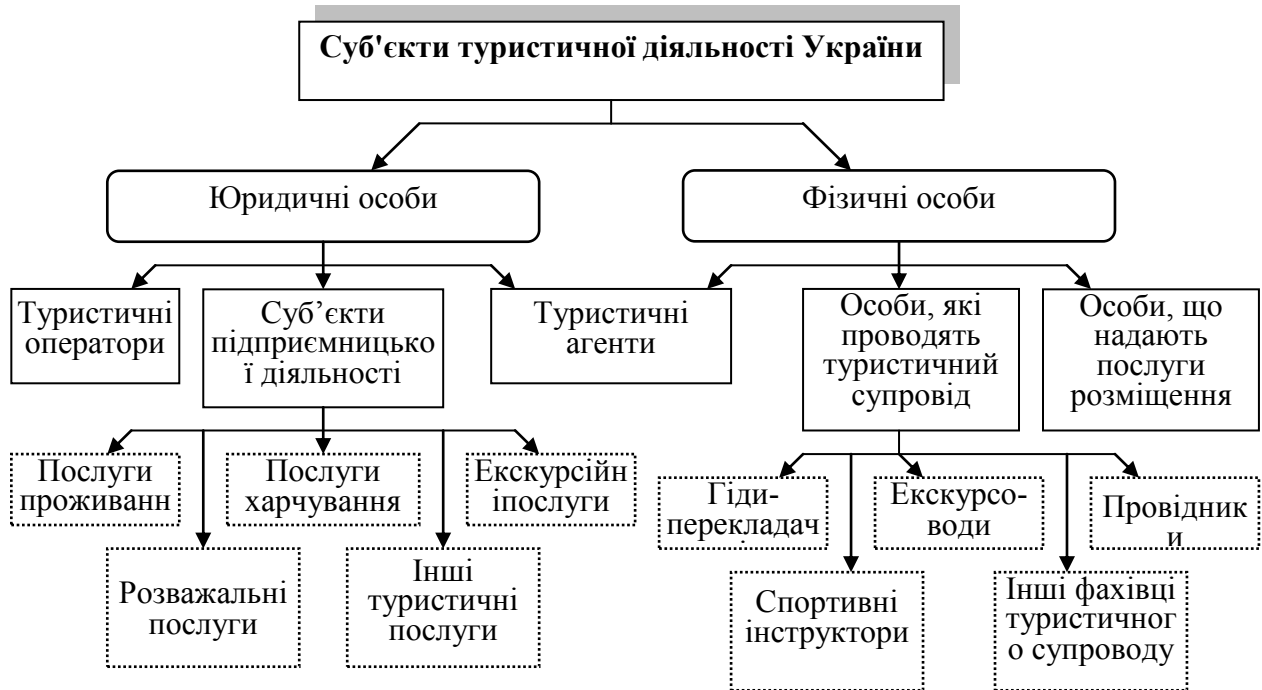 Суб'єкти туристичної діяльності України
Юридичні особи
Фізичні особи
Туристичні
оператори
Суб’єкти
підприємницько
ї діяльності
Туристичні
агенти
Особи, які
проводять
туристичний
супровід
Особи, що
надають
послуги
розміщення
Послуги
проживанн
Послуги
харчування
Екскурсійн
іпослуги
Гіди-
перекладач
Екскурсо-
води
Провідник
и
Розважальні
послуги
Інші
туристичні
послуги
Спортивні
інструктори
Інші фахівці
туристичног
о супроводу